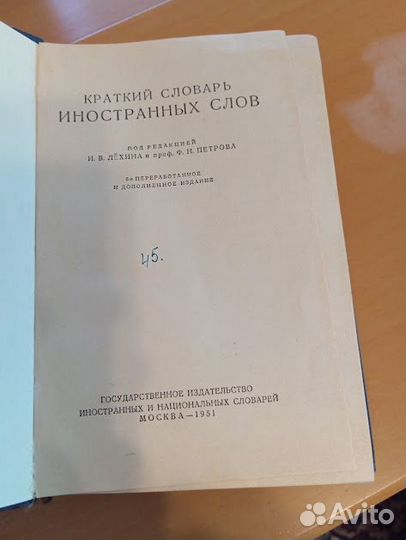 КРАТКИЙ СЛОВАРЬ
ИНОСТРАННЫХ СЛОВ
ПОД РЕДАКЦИЕЙ
И. В. ЛЁХИНА и проф. Ф. Н. ПЕТРОВА
6е ПЕРЕРАБОТАННОЕ
И ДОПОЛНЕННОЕ ИЗДАНИЕ
45.
ГОСУДАРСТВЕННОЕ ИЗДАТЕЛЬСТВО
ИНОСТРАННЫХ И НАЦИОНАЛЬНЫХ СЛОВАРЕЙ
МОСКВА—1951
Avito